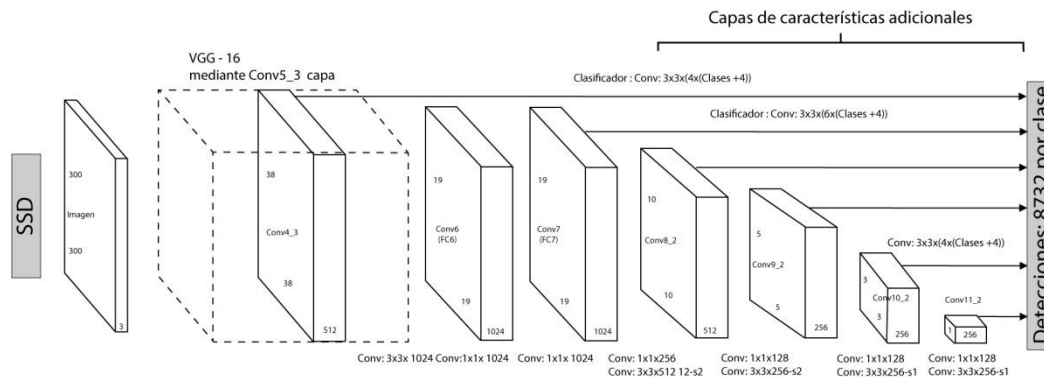 Capas de características adicionales
VGG - 16
mediante Conv5_3 capa
Clasificador : Conv: 3x3x(4x(Clases +4))
Clasificador : Conv: 3x3x(6x(Clases +4))
SSD
300
Imagen
300
3
38
Conv4_3
38
512
19
Conv6
(FC6)
19
1024
19
Conv7
(FC7)
19
1024
10
Conv8_2
10
512
5
Conv9_2
5
256
Conv: 3x3x(4x(Clases +4))
3
Conv10_2
3
256
Conv11_2
1
256
Detecciones: 8732 por clase
Conv: 3x3x 1024
Conv:1x1x 1024
Conv: 1x1x 1024
Conv: 1x1x256
Conv: 3x3x512 12-s2
Conv: 1x1x128
Conv: 3x3x256-s2
Conv: 1x1x128
Conv: 3x3x256-s1
Conv: 1x1x128
Conv: 3x3x256-s1